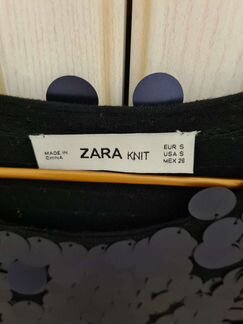 MADE IN
CHINA
ZARA KNIT
EUR S
USA S
MEX 26